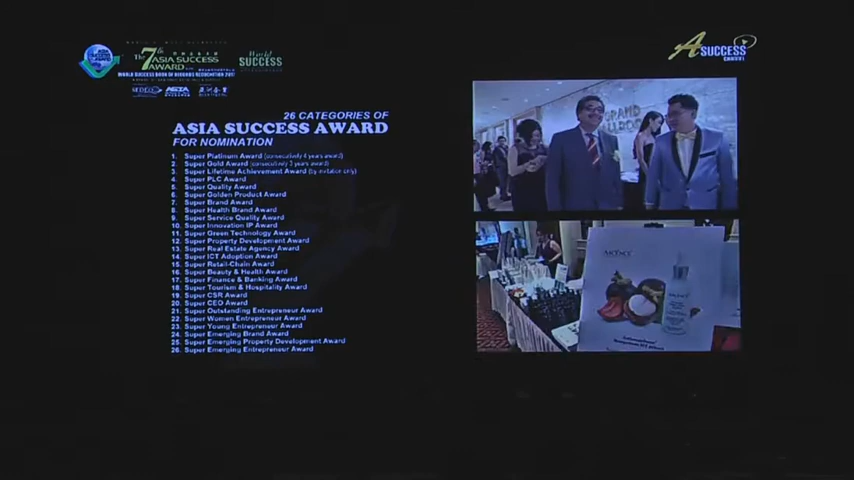 The 7th ASIA SUCCESS AWARD
WORLD SUCCESS BOOK OF RECORDS RECOGNITION 2017
World SUCCESS
A SUCCESS
26 CATEGORIES OF
ASIA SUCCESS AWARD
FOR NOMINATION
1. Super Platinum Award (consecutively 4 years award)
2. Super Gold Award (consecutively 3 years award)
3. Super Lifetime Achievement Award (by invitation only)
4. Super PLC Award
5. Super Quality Award
6. Super Golden Product Award
7. Super Brand Award
8. Super Health Brand Award
9. Super Service Quality Award
10. Super Innovation IP Award
11. Super Green Technology Award
12. Super Property Development Award
13. Super Real Estate Agency Award
14. Super ICT Adoption Award
15. Super Retail-Chain Award
16. Super Beauty & Health Award
17. Super Finance & Banking Award
18. Super Tourism & Hospitality Award
19. Super CSR Award
20. Super CEO Award
21. Super Outstanding Entrepreneur Award
22. Super Women Entrepreneur Award
23. Super Young Entrepreneur Award
24. Super Emerging Brand Award
25. Super Emerging Property Development Award
26. Super Emerging Entrepreneur Award
GRAND